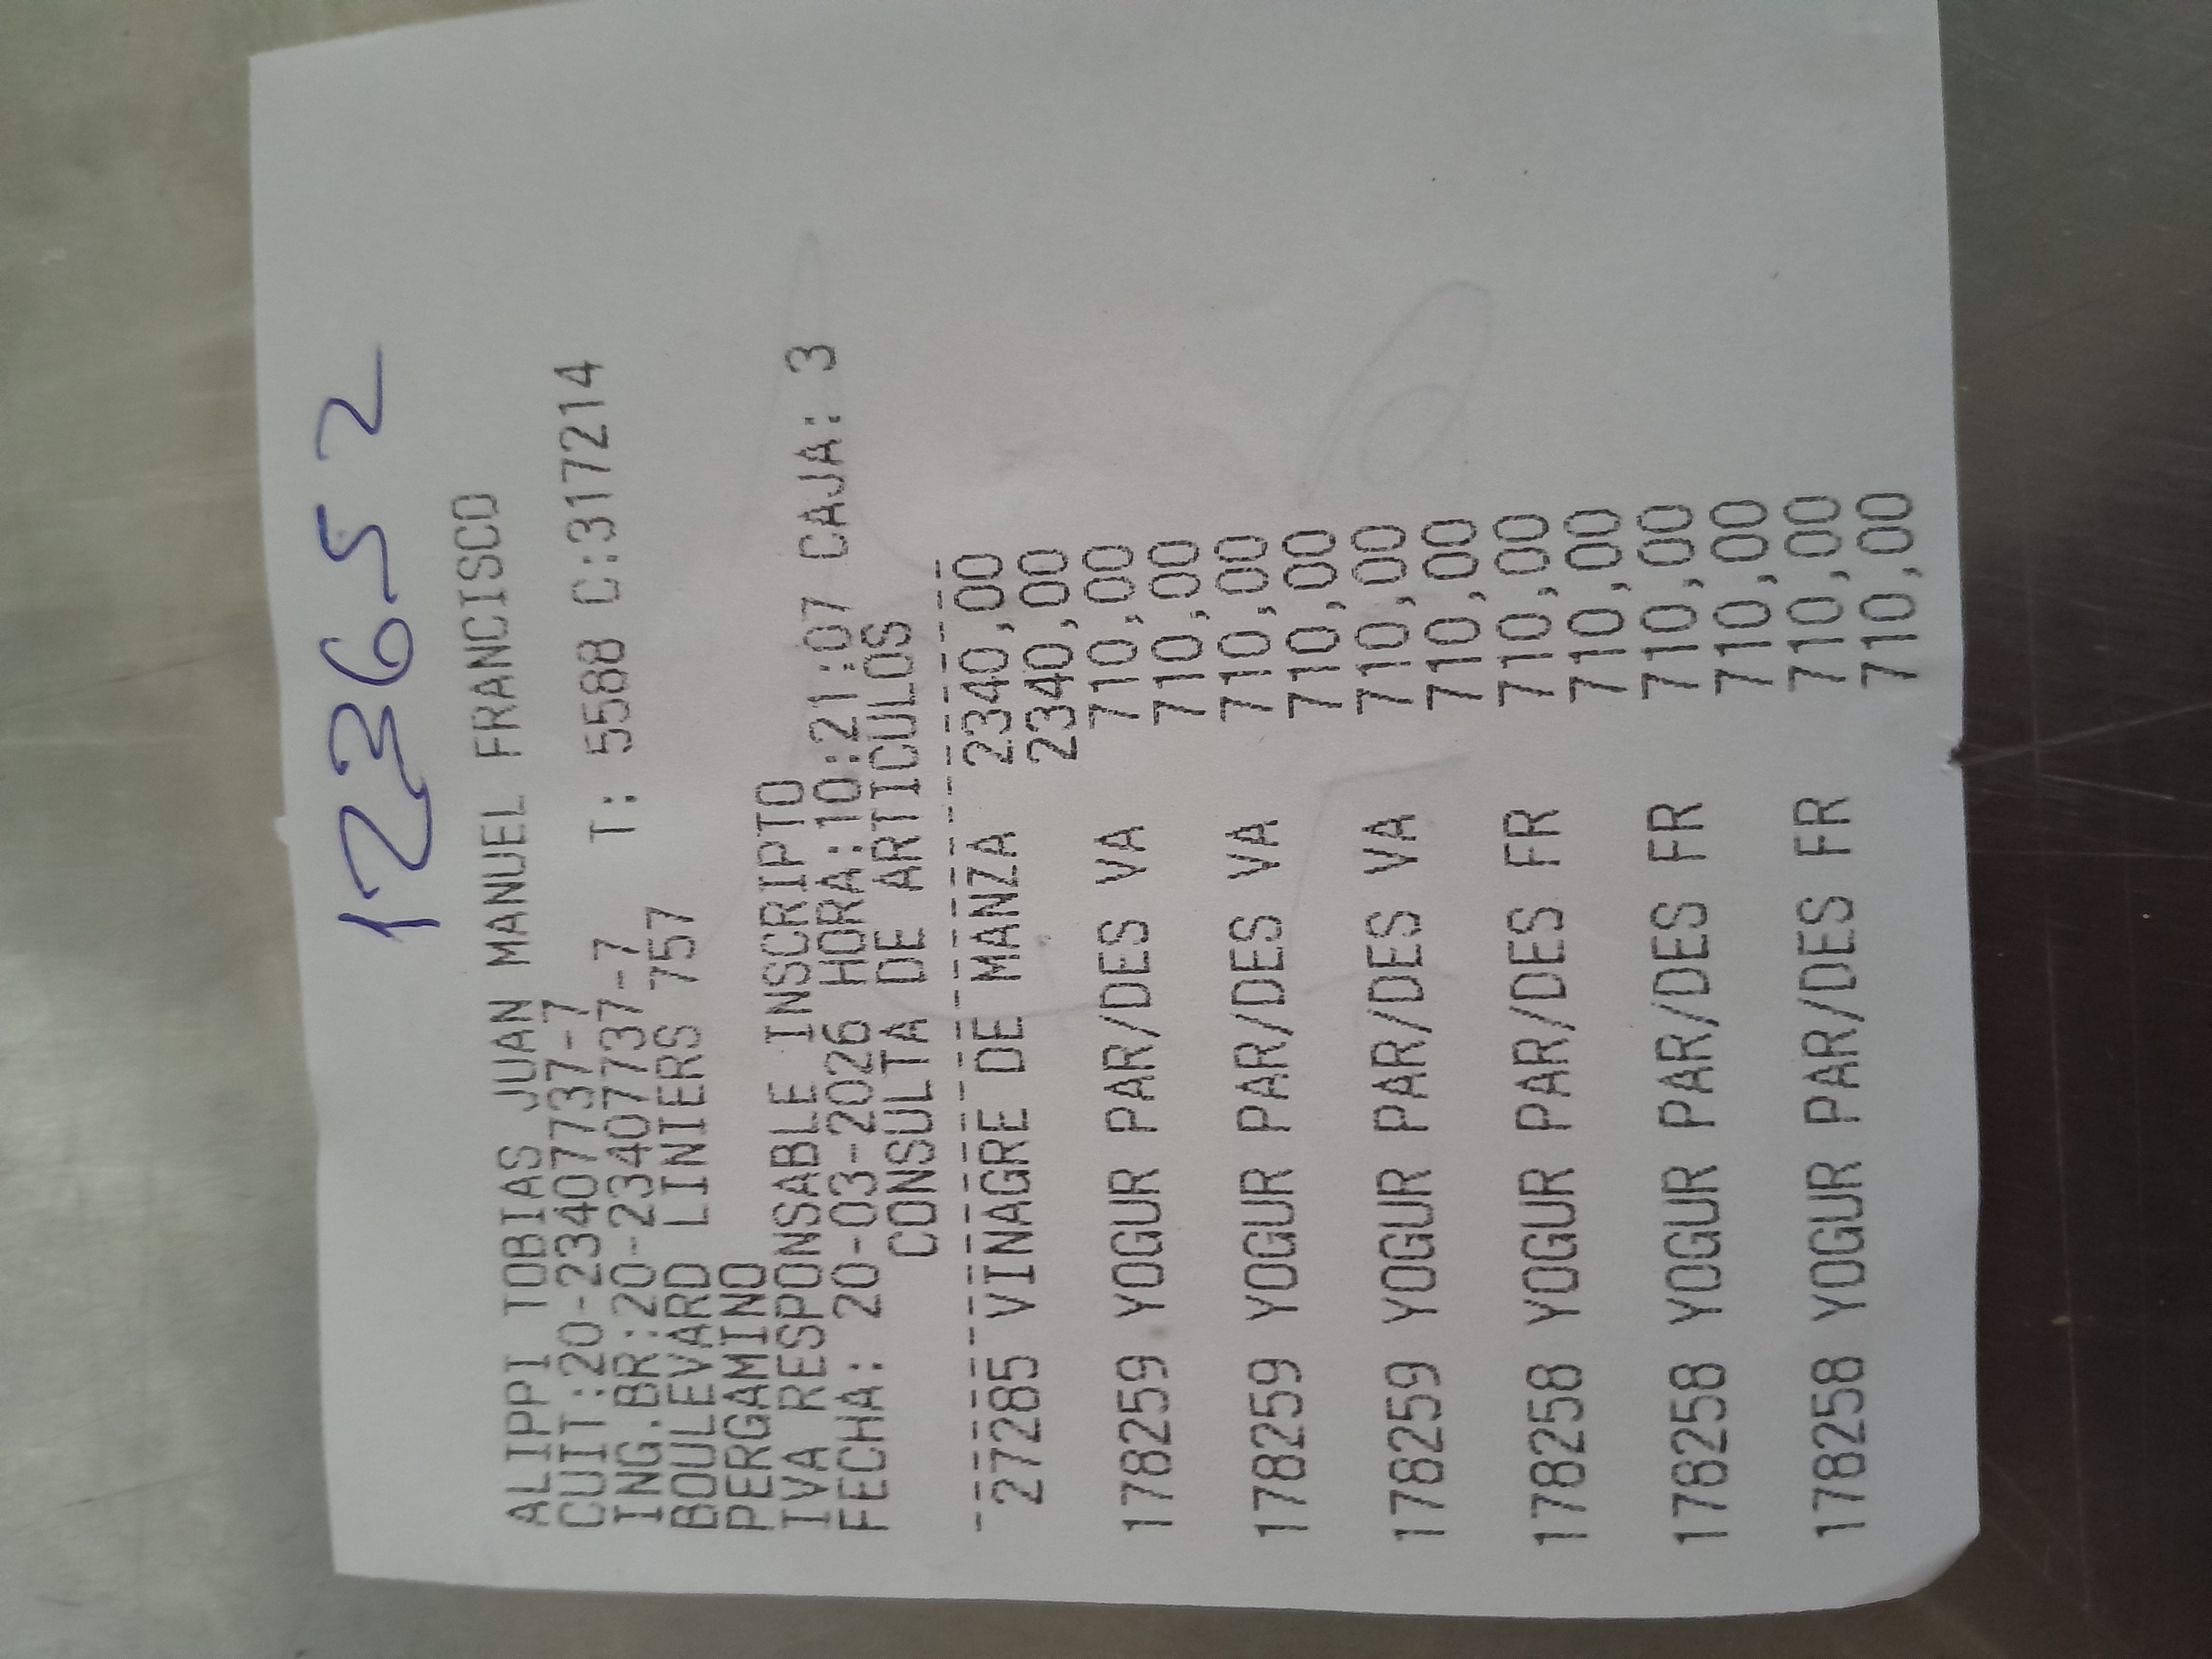 122652
ALIPPI TOBIAS JUAN MANUEL FRANCISCO
CUIT:20-23407737-7
ING.BR:20-23407737-7 T: 5588 C:317214
BOULEVARD LINIERS 757
PERGAMINO
IVA RESPONSABLE INSCRIPTO
FECHA: 20-03-2026 HORA:10:21:07 CAJA: 3
CONSULTA DE ARTICULOS
27285 VINAGRE DE MANZA 2340,00
2340,00
178259 YOGUR PAR/DES VA 710,00
710,00
178259 YOGUR PAR/DES VA 710,00
710,00
178259 YOGUR PAR/DES VA 710,00
710,00
178258 YOGUR PAR/DES FR 710,00
710,00
178258 YOGUR PAR/DES FR 710,00
710,00
178258 YOGUR PAR/DES FR 710,00
710,00